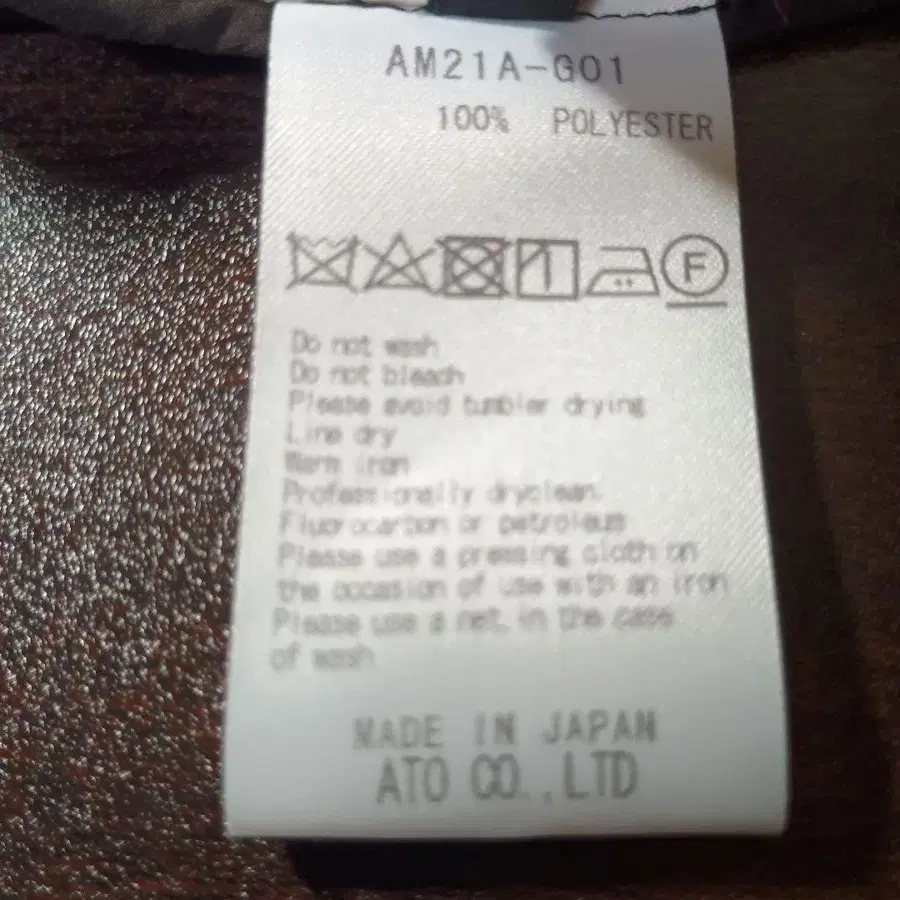 AM21A-G01
100% POLYESTER
F
Do not wash
Do not bleach
Please avoid tumbler drying
Line dry
Warm iron
Professionally dryclean.
Fluorocarbon or petroleum
Please use a pressing cloth on
the occasion of use with an iron
Please use a net, in the case
of wash
MADE IN JAPAN
ATO CO.,LTD